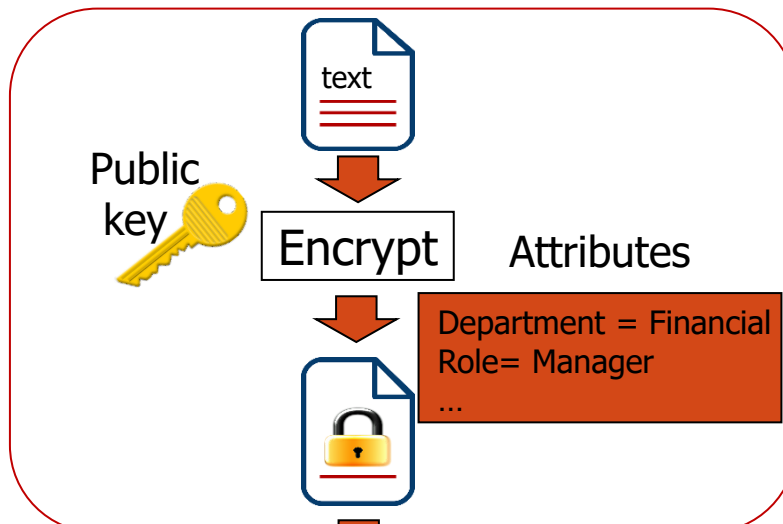 text
Public
key
Encrypt
Attributes
Department = Financial
Role= Manager
...